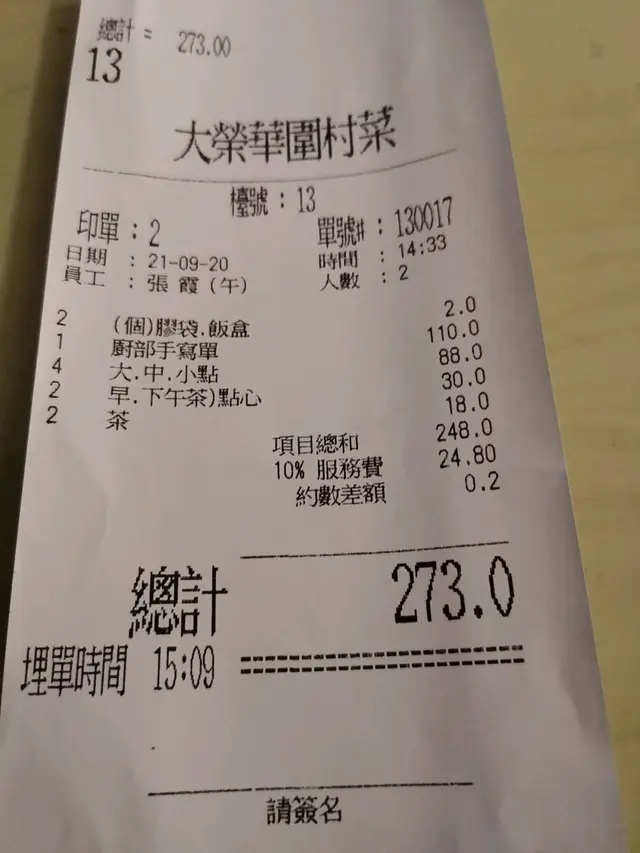 總計 = 273.00
13
大榮華圍村菜
檯號 : 13
印單 : 2 單號#: 130017
日期 : 21-09-20 時間 : 14:33
員工 : 張霞(午) 人數 : 2
2 (個)膠袋.飯盒 2.0
1 廚部手寫單 110.0
4 大.中.小點 88.0
2 早.下午茶)點心 30.0
2 茶 18.0
項目總和 248.0
10% 服務費 24.80
約數差額 0.2
總計 273.0
埋單時間 15:09 ==================
請簽名